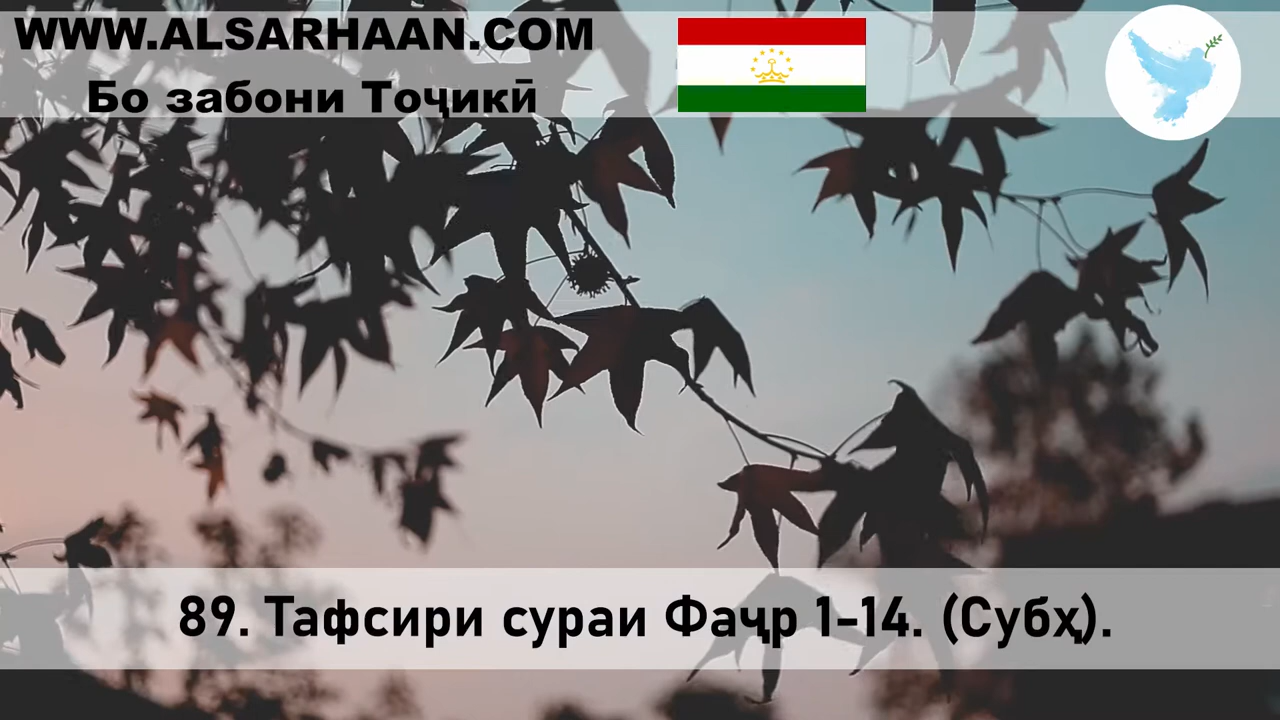 WWW.ALSARHAAN.COM
Бо забони Тоҷикӣ
89. Тафсири сураи Фаҷр 1-14. (Субҳ).